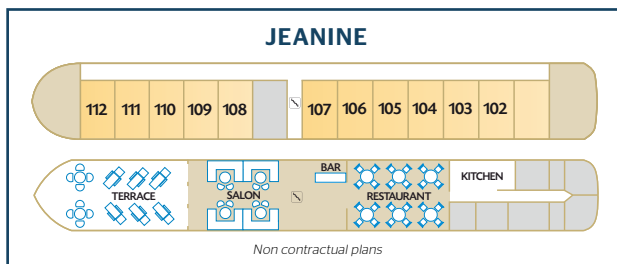 JEANINE
112 111 110 109 108 107 106 105 104 103 102
BAR
KITCHEN
TERRACE SALON RESTAURANT
Non contractual plans